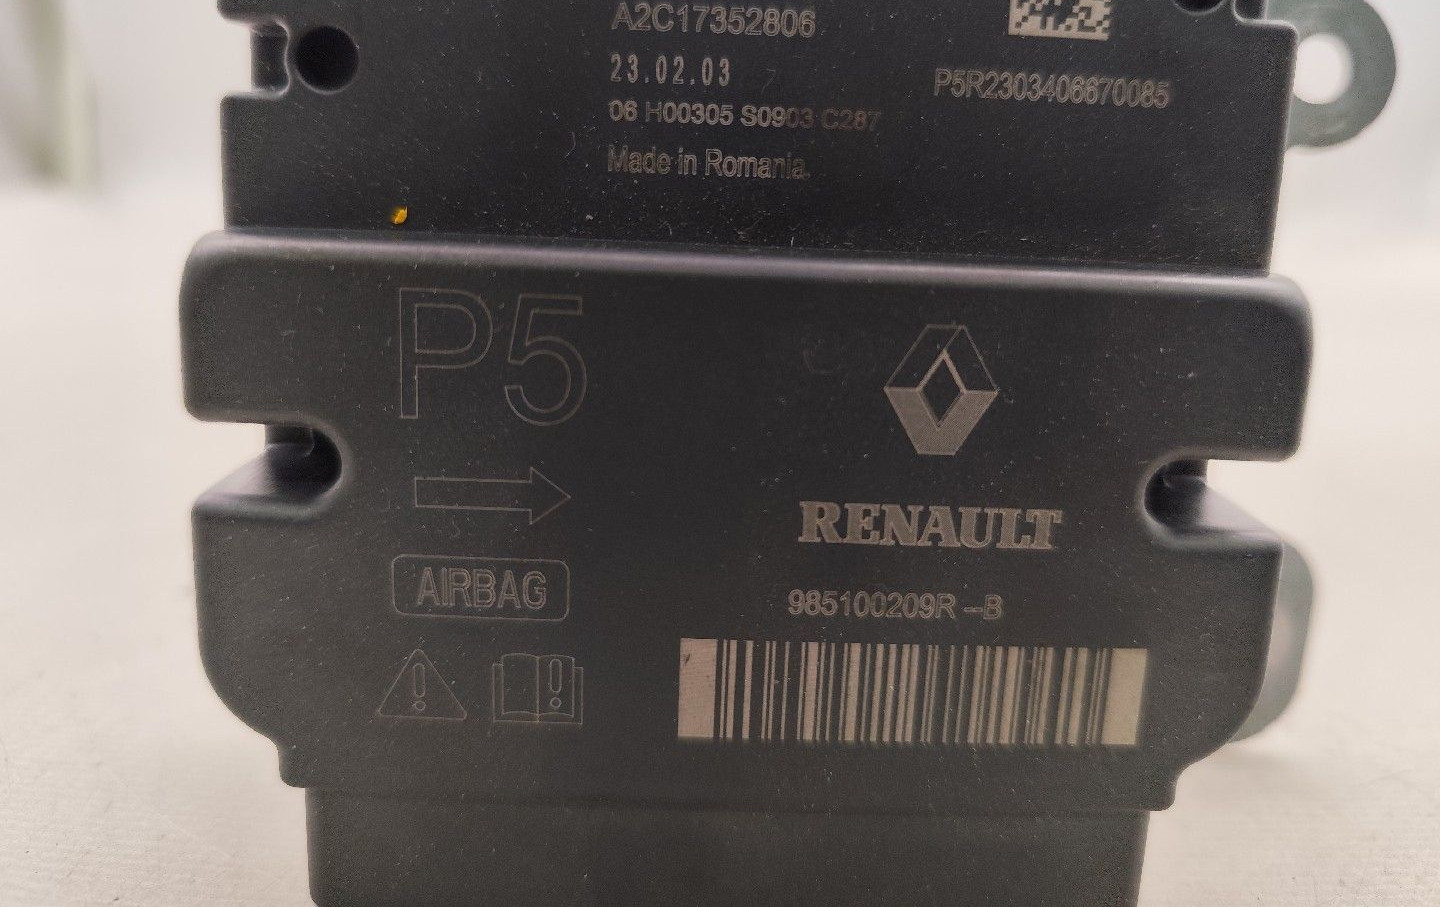 A2C17352806
23.02.03
P5R2303406670085
06 H00305 S0903 C287
Made in Romania
P5
RENAULT
AIRBAG
985100209R --B